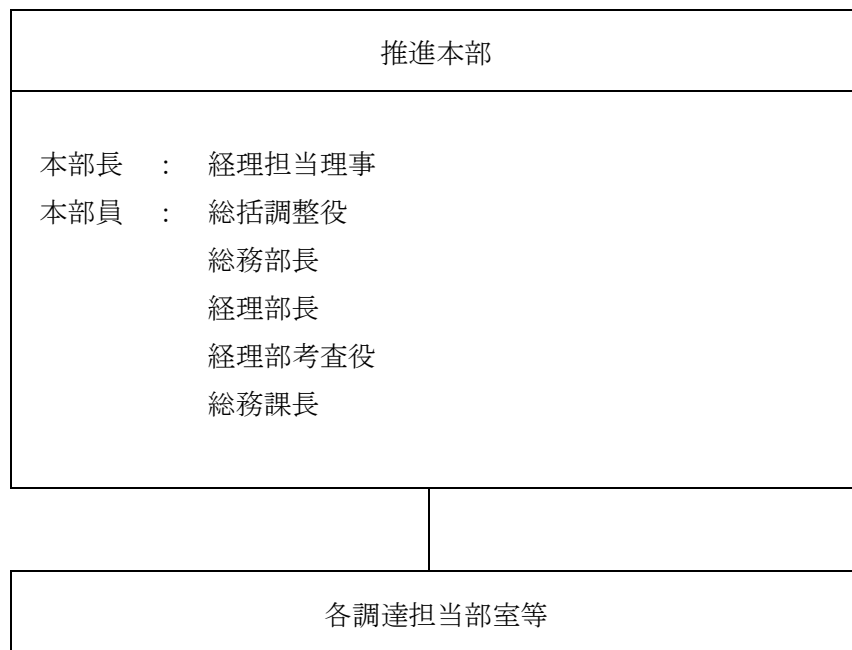 推進本部
本部長 : 経理担当理事
本部員 : 総括調整役
総務部長
経理部長
経理部考査役
総務課長
各調達担当部室等